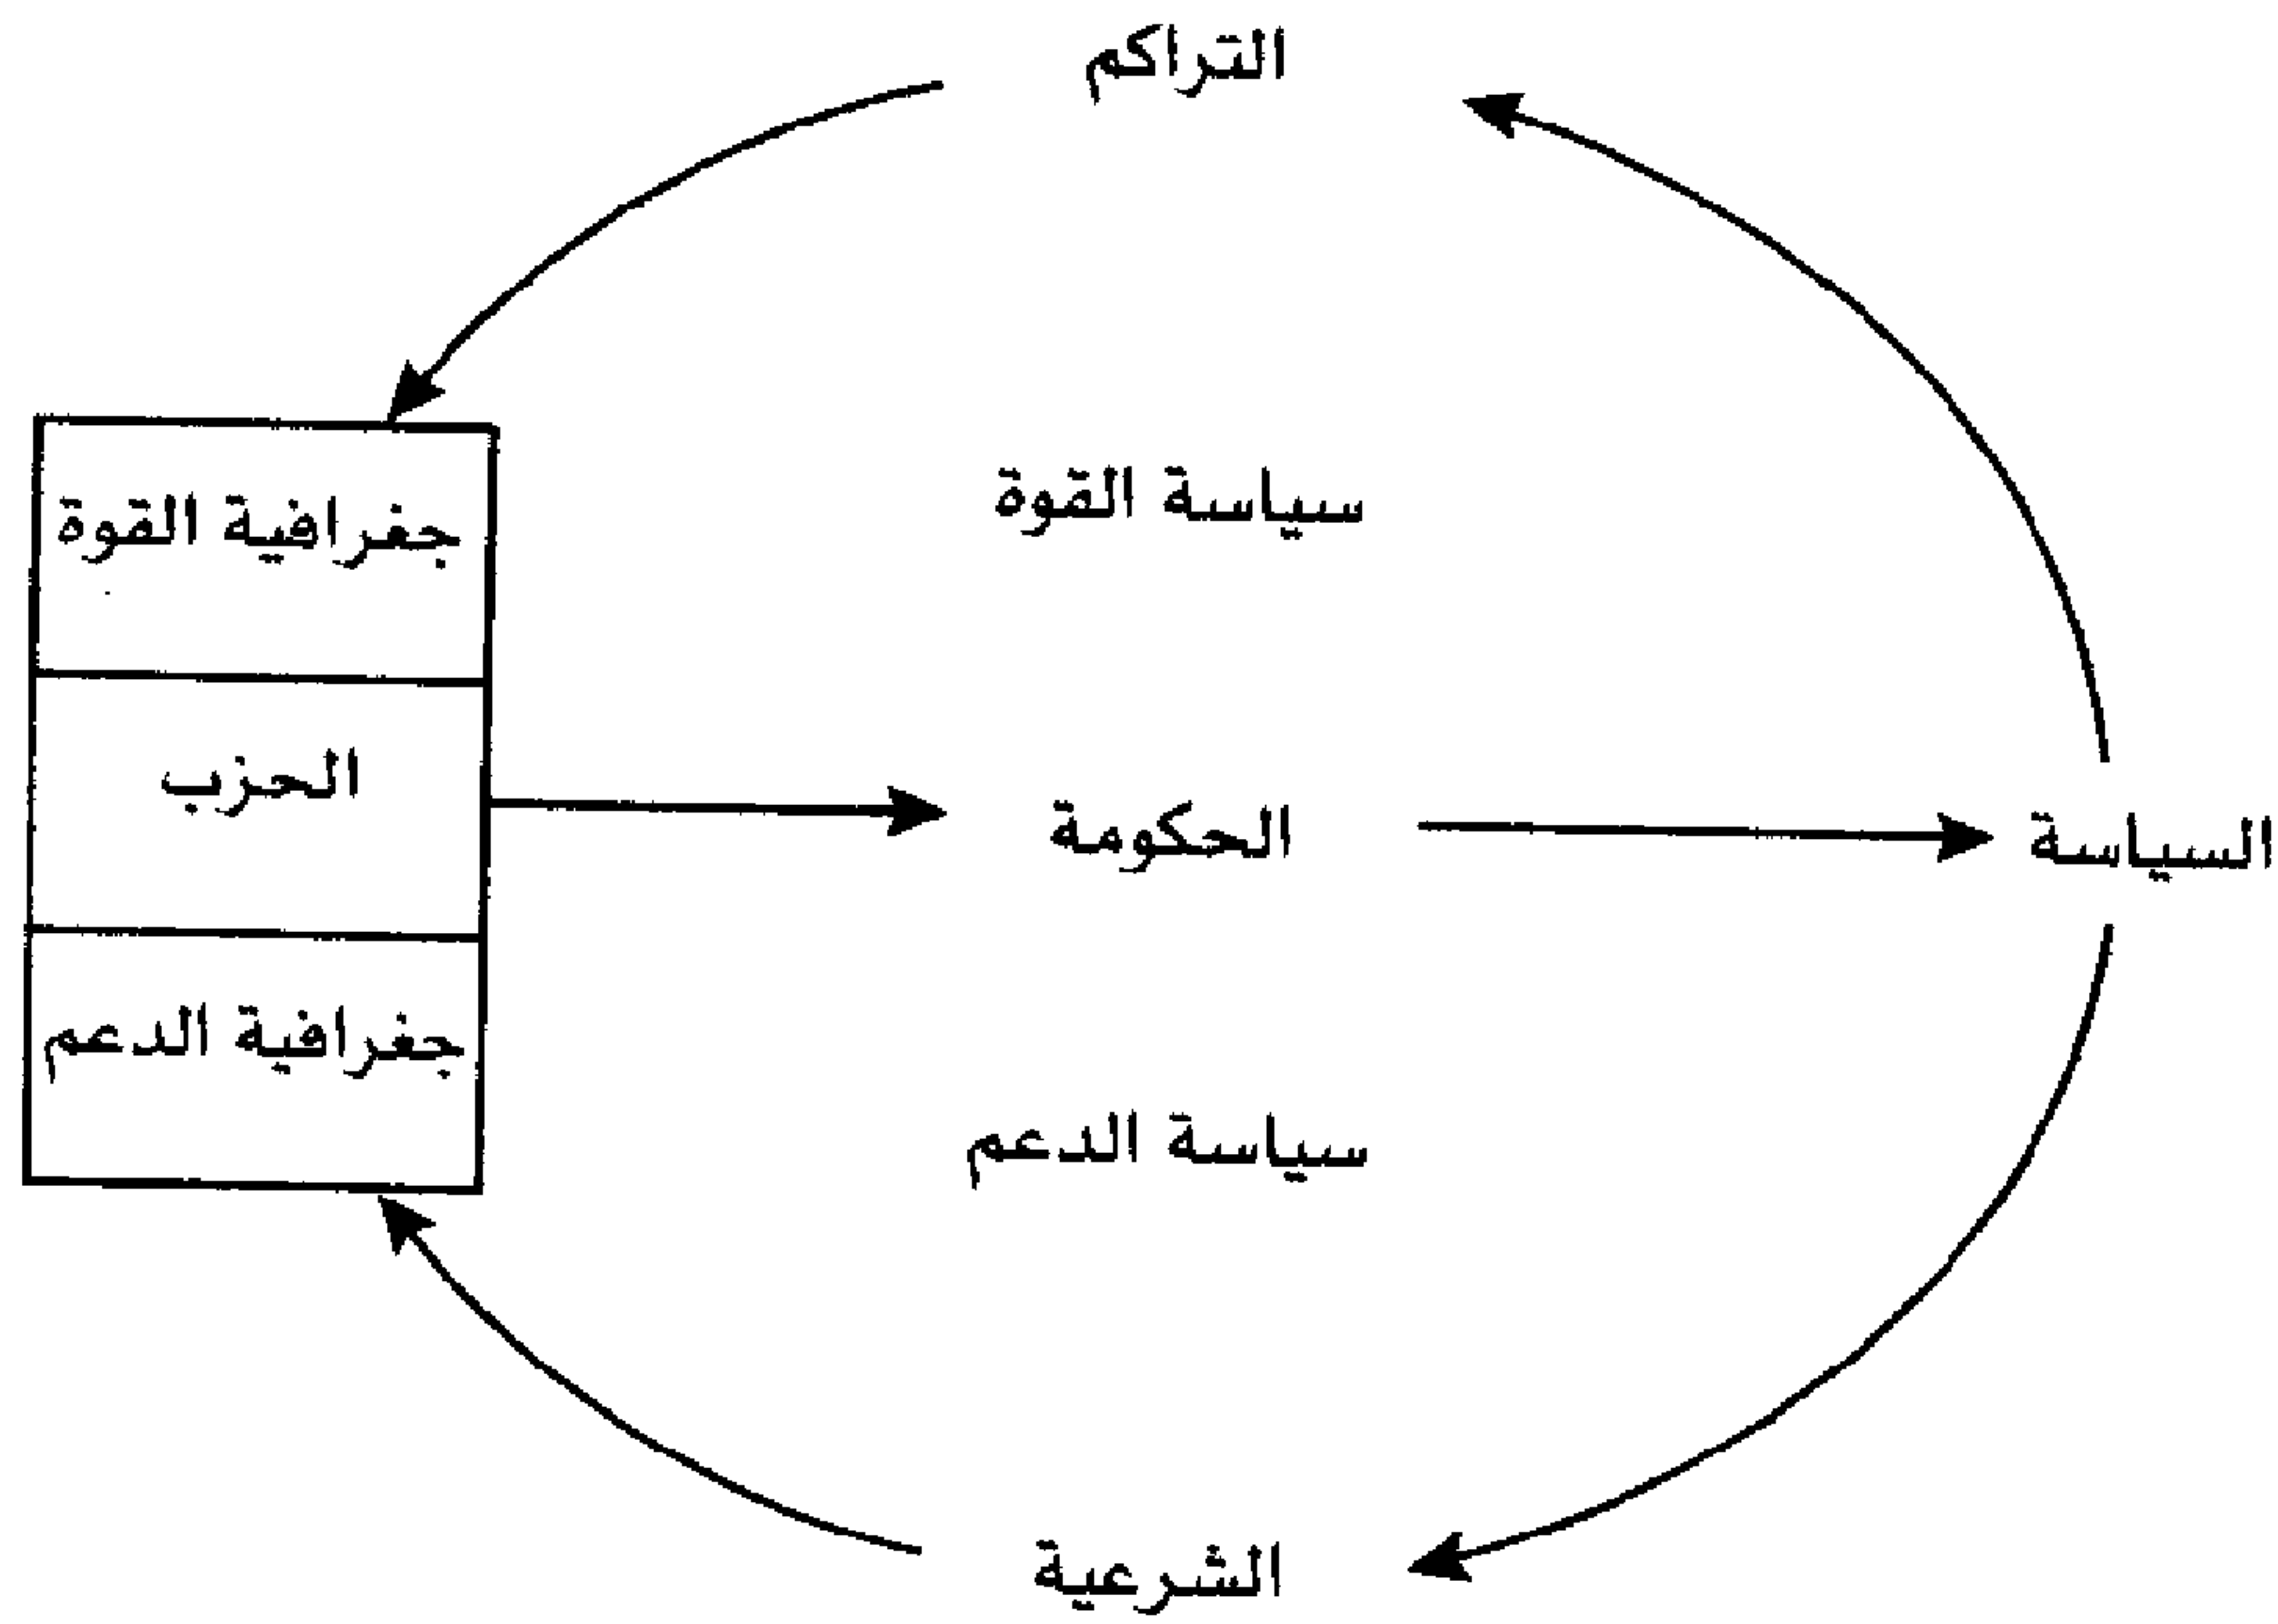 التراكم
سياسة القوة
جغرافية القوة
الحزب
الحكومة
السياسة
جغرافية الدعم
سياسة الدعم
الشرعية